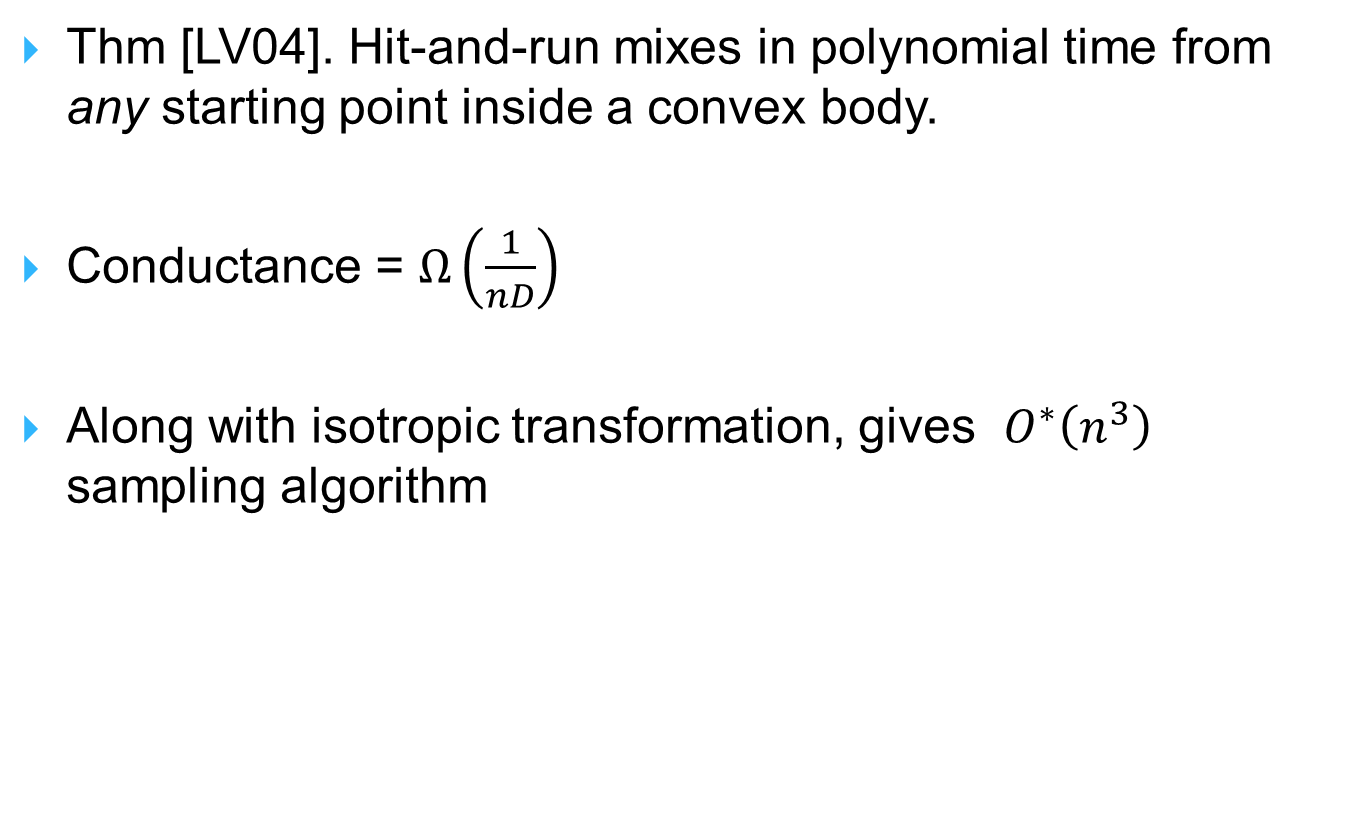 Thm [LV04]. Hit-and-run mixes in polynomial time from
any starting point inside a convex body.
Conductance = Ω(1/nD)
Along with isotropic transformation, gives O*(n³)
sampling algorithm